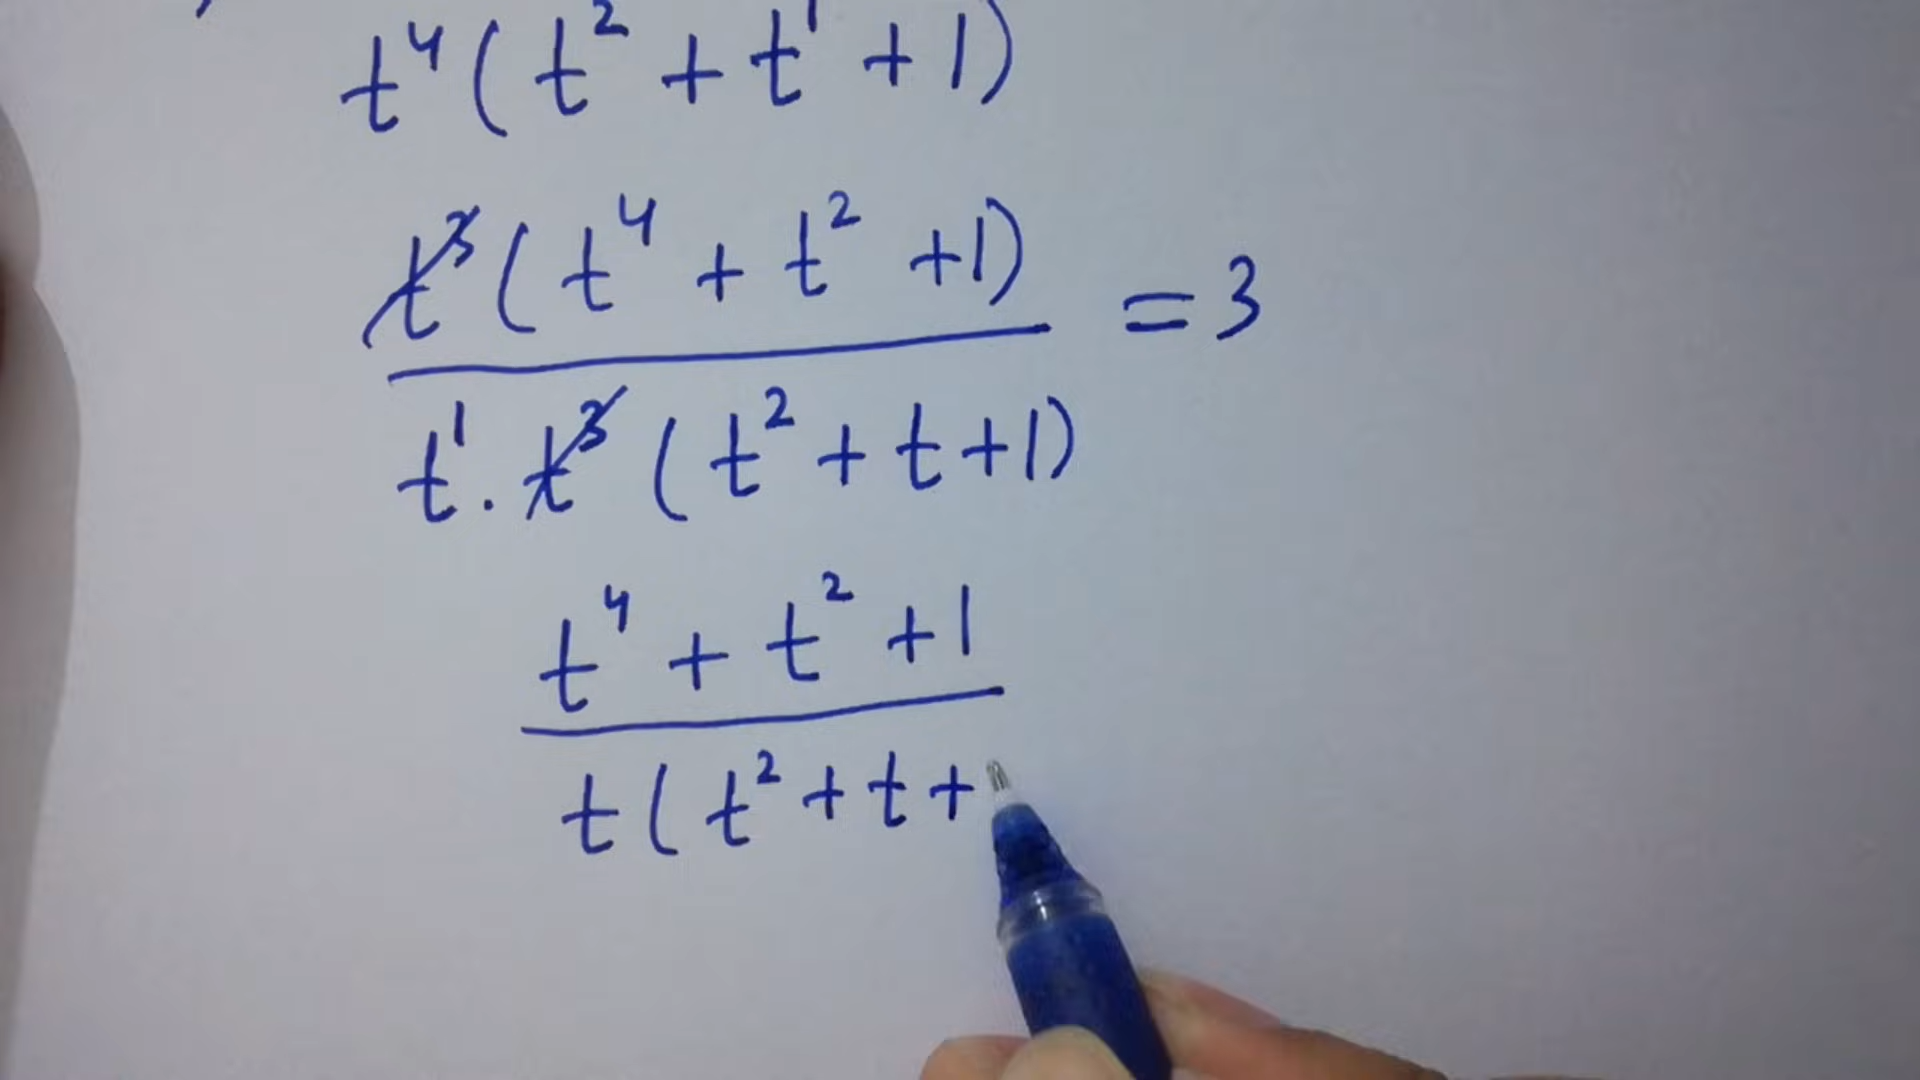 t⁴(t² + t¹ + 1)
t³(t⁴ + t² +1)
= 3
t¹ . t³ (t² + t +1)
t⁴ + t² +1
t(t² + t +